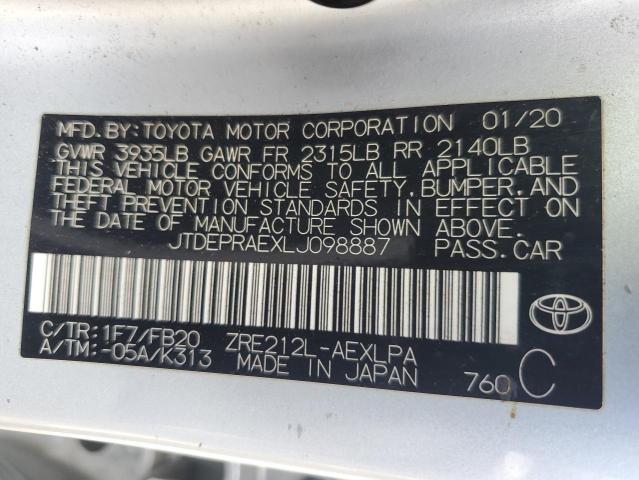 MFD. BY: TOYOTA MOTOR CORPORATION 01/20
GVWR 3935LB GAWR FR 2315LB RR 2140LB
THIS VEHICLE CONFORMS TO ALL APPLICABLE
FEDERAL MOTOR VEHICLE SAFETY, BUMPER, AND
THEFT PREVENTION STANDARDS IN EFFECT ON
THE DATE OF MANUFACTURE SHOWN ABOVE.
JTDEPRAEXLJ098887 PASS. CAR
C/TR: 1F7/FB20 ZRE212L-AEXLPA
A/TM: -05A/K313 MADE IN JAPAN 760 C